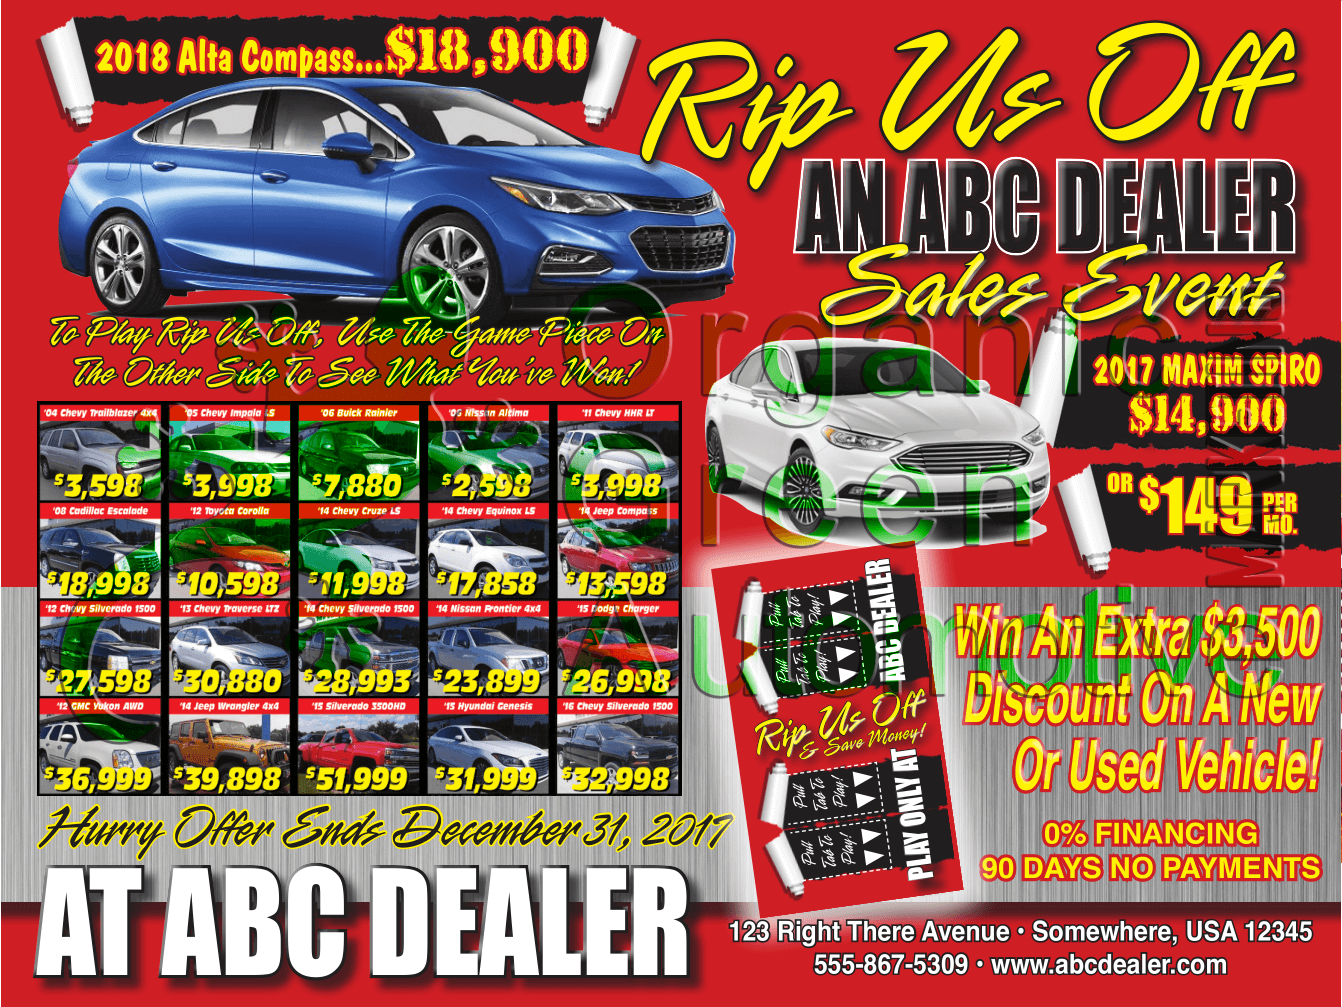 2018 Alta Compass...$18,900
Rip Us Off
AN ABC DEALER
Sales Event
To Play Rip Us Off, Use The Game Piece On
The Other Side To See What You've Won!
2017 MAXIM SPIRO
$14,900
OR $149 PER MO.
'04 Chevy Trailblazer 4x4 '05 Chevy Impala LS '06 Buick Rainier '06 Nissan Altima '11 Chevy HHR LT
$3,598 $3,998 $7,880 $2,598 $3,998
'08 Cadillac Escalade '12 Toyota Corolla '14 Chevy Cruze LS '14 Chevy Equinox LS '14 Jeep Compass
$18,998 $10,598 $11,998 $17,858 $13,598
'12 Chevy Silverado 1500 '13 Chevy Traverse LTZ '14 Chevy Silverado 1500 '14 Nissan Frontier 4x4 '15 Dodge Charger
$27,598 $30,880 $28,993 $23,899 $26,998
'12 GMC Yukon AWD '14 Jeep Wrangler 4x4 '15 Silverado 3500HD '15 Hyundai Genesis '16 Chevy Silverado 1500
$36,999 $39,898 $51,999 $31,999 $32,998
Hurry Offer Ends December 31, 2017
AT ABC DEALER
Pull Tab To Play!
Pull Tab To Play!
ABC DEALER
Rip Us Off
& Save Money!
PLAY ONLY AT
Pull Tab To Play!
Pull Tab To Play!
Win An Extra $3,500
Discount On A New
Or Used Vehicle!
0% FINANCING
90 DAYS NO PAYMENTS
123 Right There Avenue • Somewhere, USA 12345
555-867-5309 • www.abcdealer.com
Organic
Green
Automotive